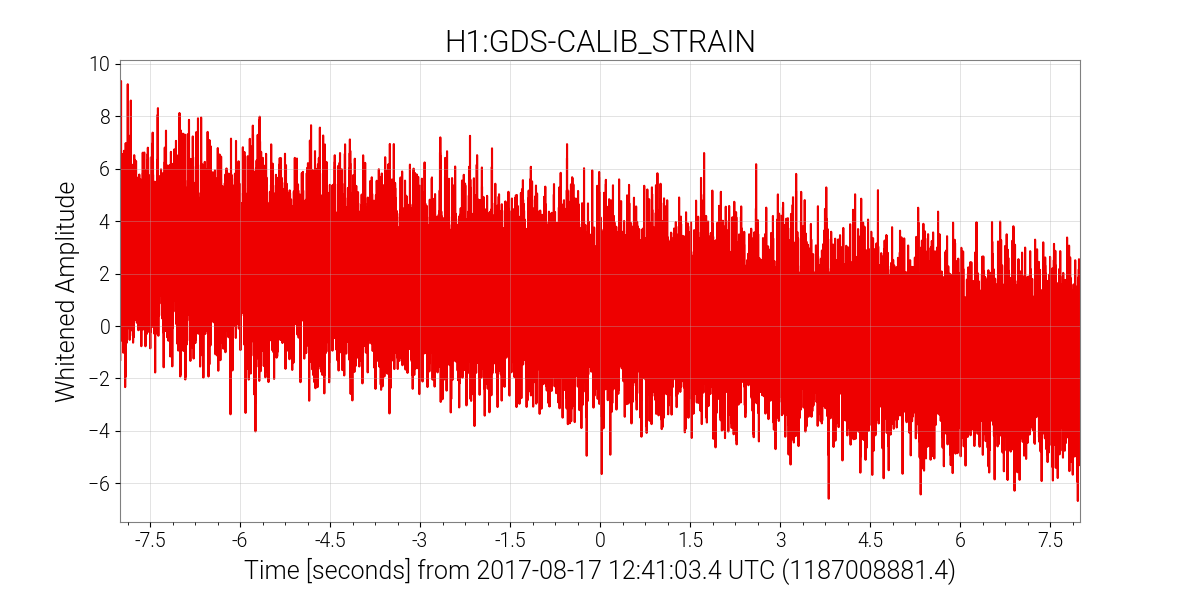 H1:GDS-CALIB_STRAIN
10
8
6
4
2
0
−2
−4
−6
Whitened Amplitude
-7.5 -6 -4.5 -3 -1.5 0 1.5 3 4.5 6 7.5
Time [seconds] from 2017-08-17 12:41:03.4 UTC (1187008881.4)